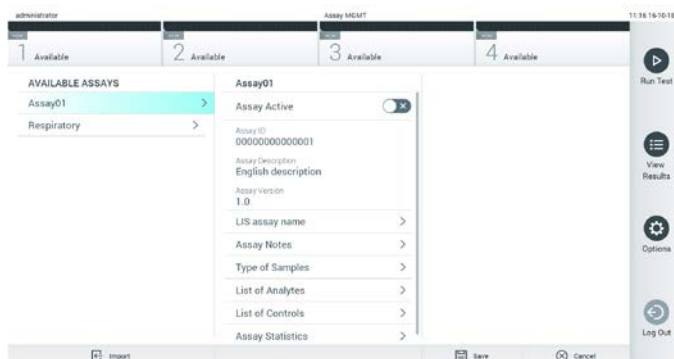 administrator Assay MGMT 11:16 16-10-18
1 Available 2 Available 3 Available 4 Available
AVAILABLE ASSAYS
Assay01
Respiratory
Assay01
Assay Active
Assay ID
00000000000001
Assay Description
English description
Assay Version
1.0
LIS assay name
Assay Notes
Type of Samples
List of Analytes
List of Controls
Assay Statistics
Run Test
View
Results
Options
Log Out
Import Save Cancel